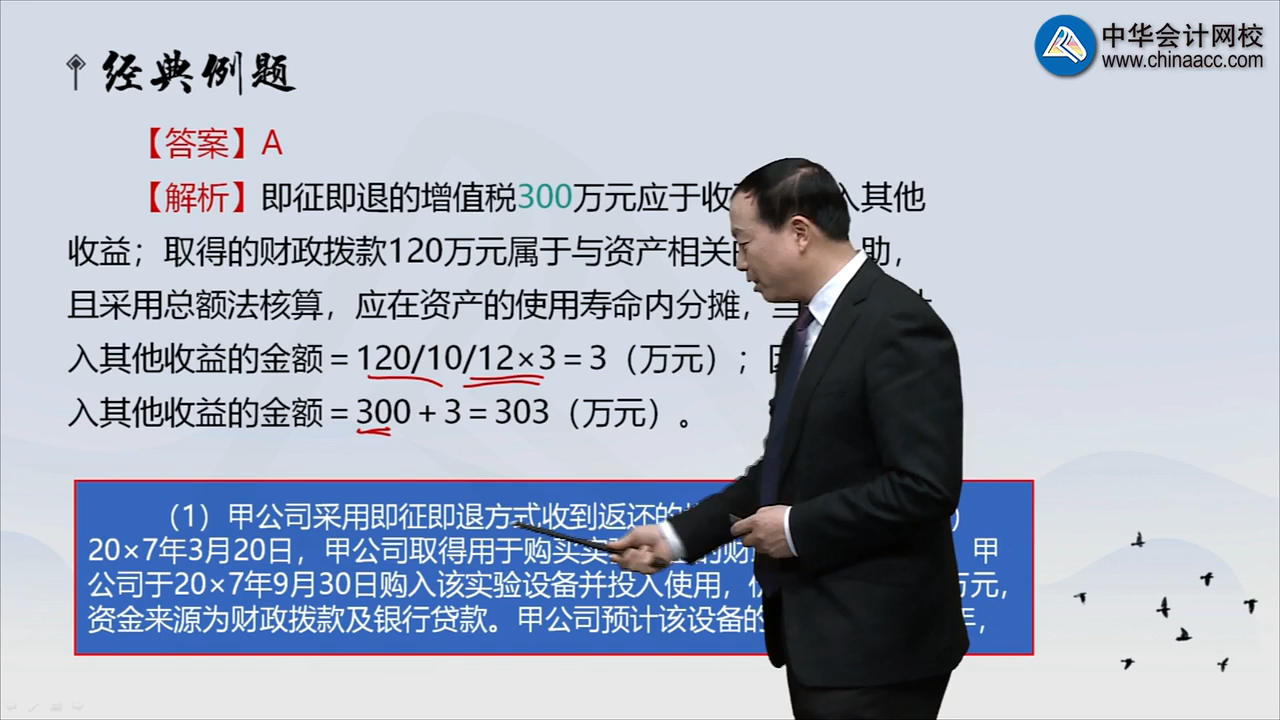 中华会计网校
www.chinaacc.com
经典例题
【答案】A
【解析】即征即退的增值税300万元应于收 入其他
收益；取得的财政拨款120万元属于与资产相关 助，
且采用总额法核算，应在资产的使用寿命内分摊，
入其他收益的金额＝120/10/12×3＝3（万元）；
入其他收益的金额＝300＋3＝303（万元）。
（1）甲公司采用即征即退方式收到返还的 ）
20×7年3月20日，甲公司取得用于购买实 的财 甲
公司于20×7年9月30日购入该实验设备并投入使用， 万元，
资金来源为财政拨款及银行贷款。甲公司预计该设备的 年，